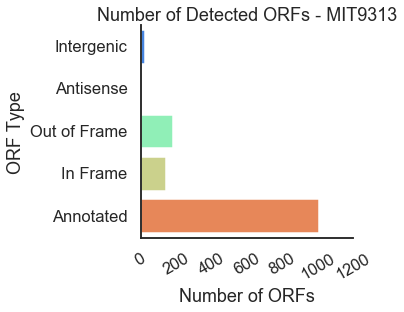 Number of Detected ORFs - MIT9313
Intergenic
Antisense
Out of Frame
In Frame
Annotated
ORF Type
0 200 400 600 800 1000 1200
Number of ORFs